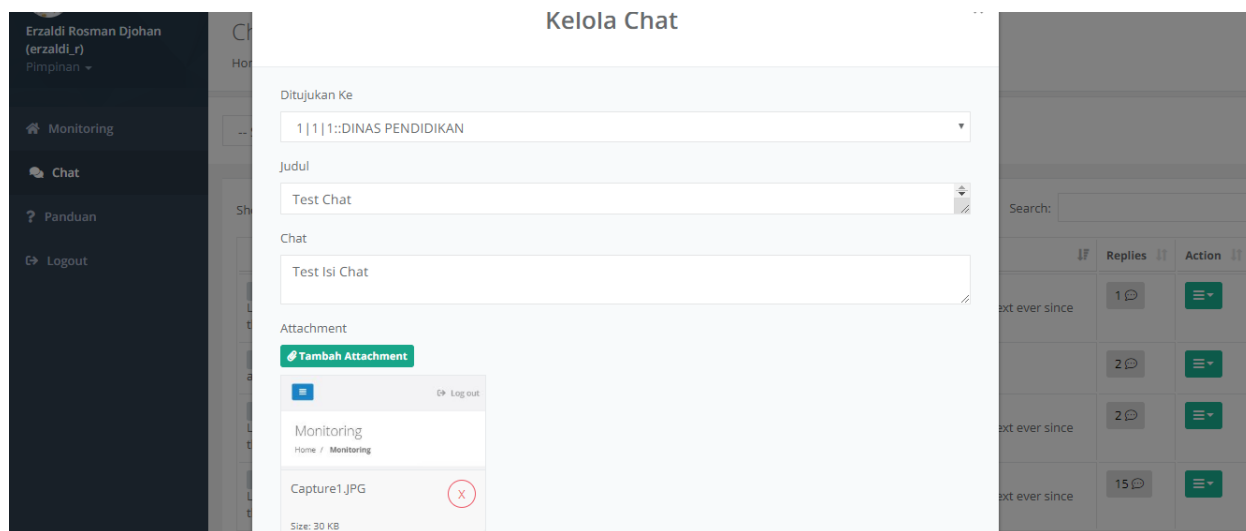 Erzaldi Rosman Djohan
(erzaldi_r)
Pimpinan
Monitoring
Chat
Panduan
Logout
Kelola Chat
Ditujukan Ke
1|1|1::DINAS PENDIDIKAN
Judul
Test Chat
Chat
Test Isi Chat
Attachment
Tambah Attachment
Log out
Monitoring
Home / Monitoring
Capture1.JPG
X
Size: 30 KB
Search:
Replies Action
ext ever since
1
2
ext ever since
2
ext ever since
15